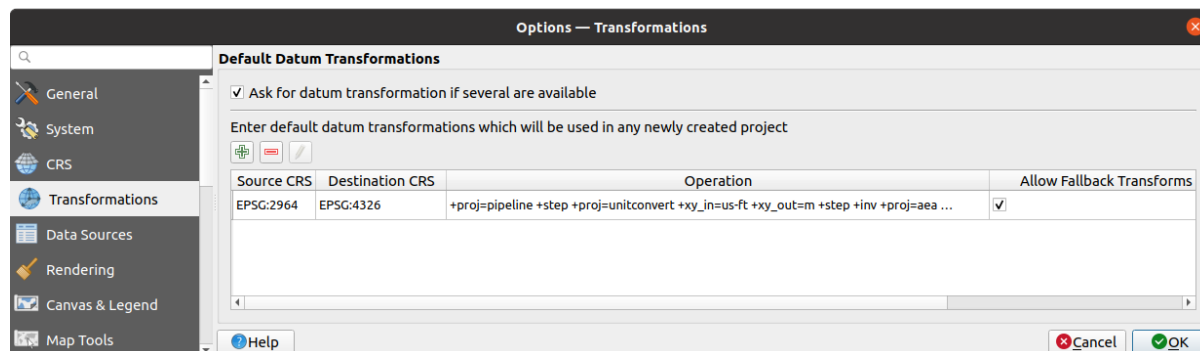 Options — Transformations
Default Datum Transformations
General
System
CRS
Transformations
Data Sources
Rendering
Canvas & Legend
Map Tools
Ask for datum transformation if several are available
Enter default datum transformations which will be used in any newly created project
Source CRS Destination CRS Operation Allow Fallback Transforms
EPSG:2964 EPSG:4326 +proj=pipeline +step +proj=unitconvert +xy_in=us-ft +xy_out=m +step +inv +proj=aea ...
Help Cancel OK